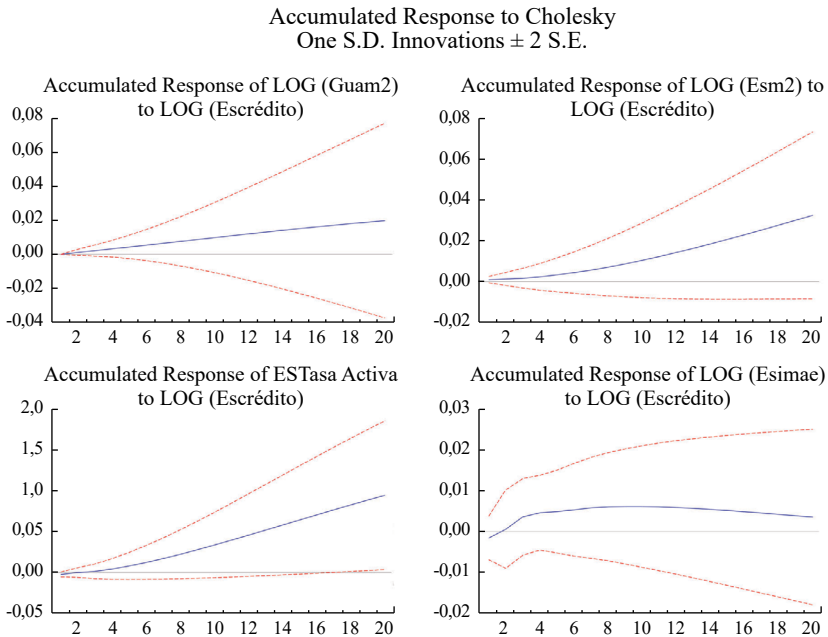 Accumulated Response to Cholesky
One S.D. Innovations ± 2 S.E.
Accumulated Response of LOG (Guam2)
to LOG (Escrédito)
0,08
0,06
0,04
0,02
0,00
-0,02
-0,04
2 4 6 8 10 12 14 16 18 20
Accumulated Response of LOG (Esm2) to
LOG (Escrédito)
0,08
0,06
0,04
0,02
0,00
-0,02
2 4 6 8 10 12 14 16 18 20
Accumulated Response of ESTasa Activa
to LOG (Escrédito)
2,0
1,5
1,0
0,05
0,00
-0,05
2 4 6 8 10 12 14 16 18 20
Accumulated Response of LOG (Esimae)
to LOG (Escrédito)
0,03
0,02
0,01
0,00
-0,01
-0,02
2 4 6 8 10 12 14 16 18 20